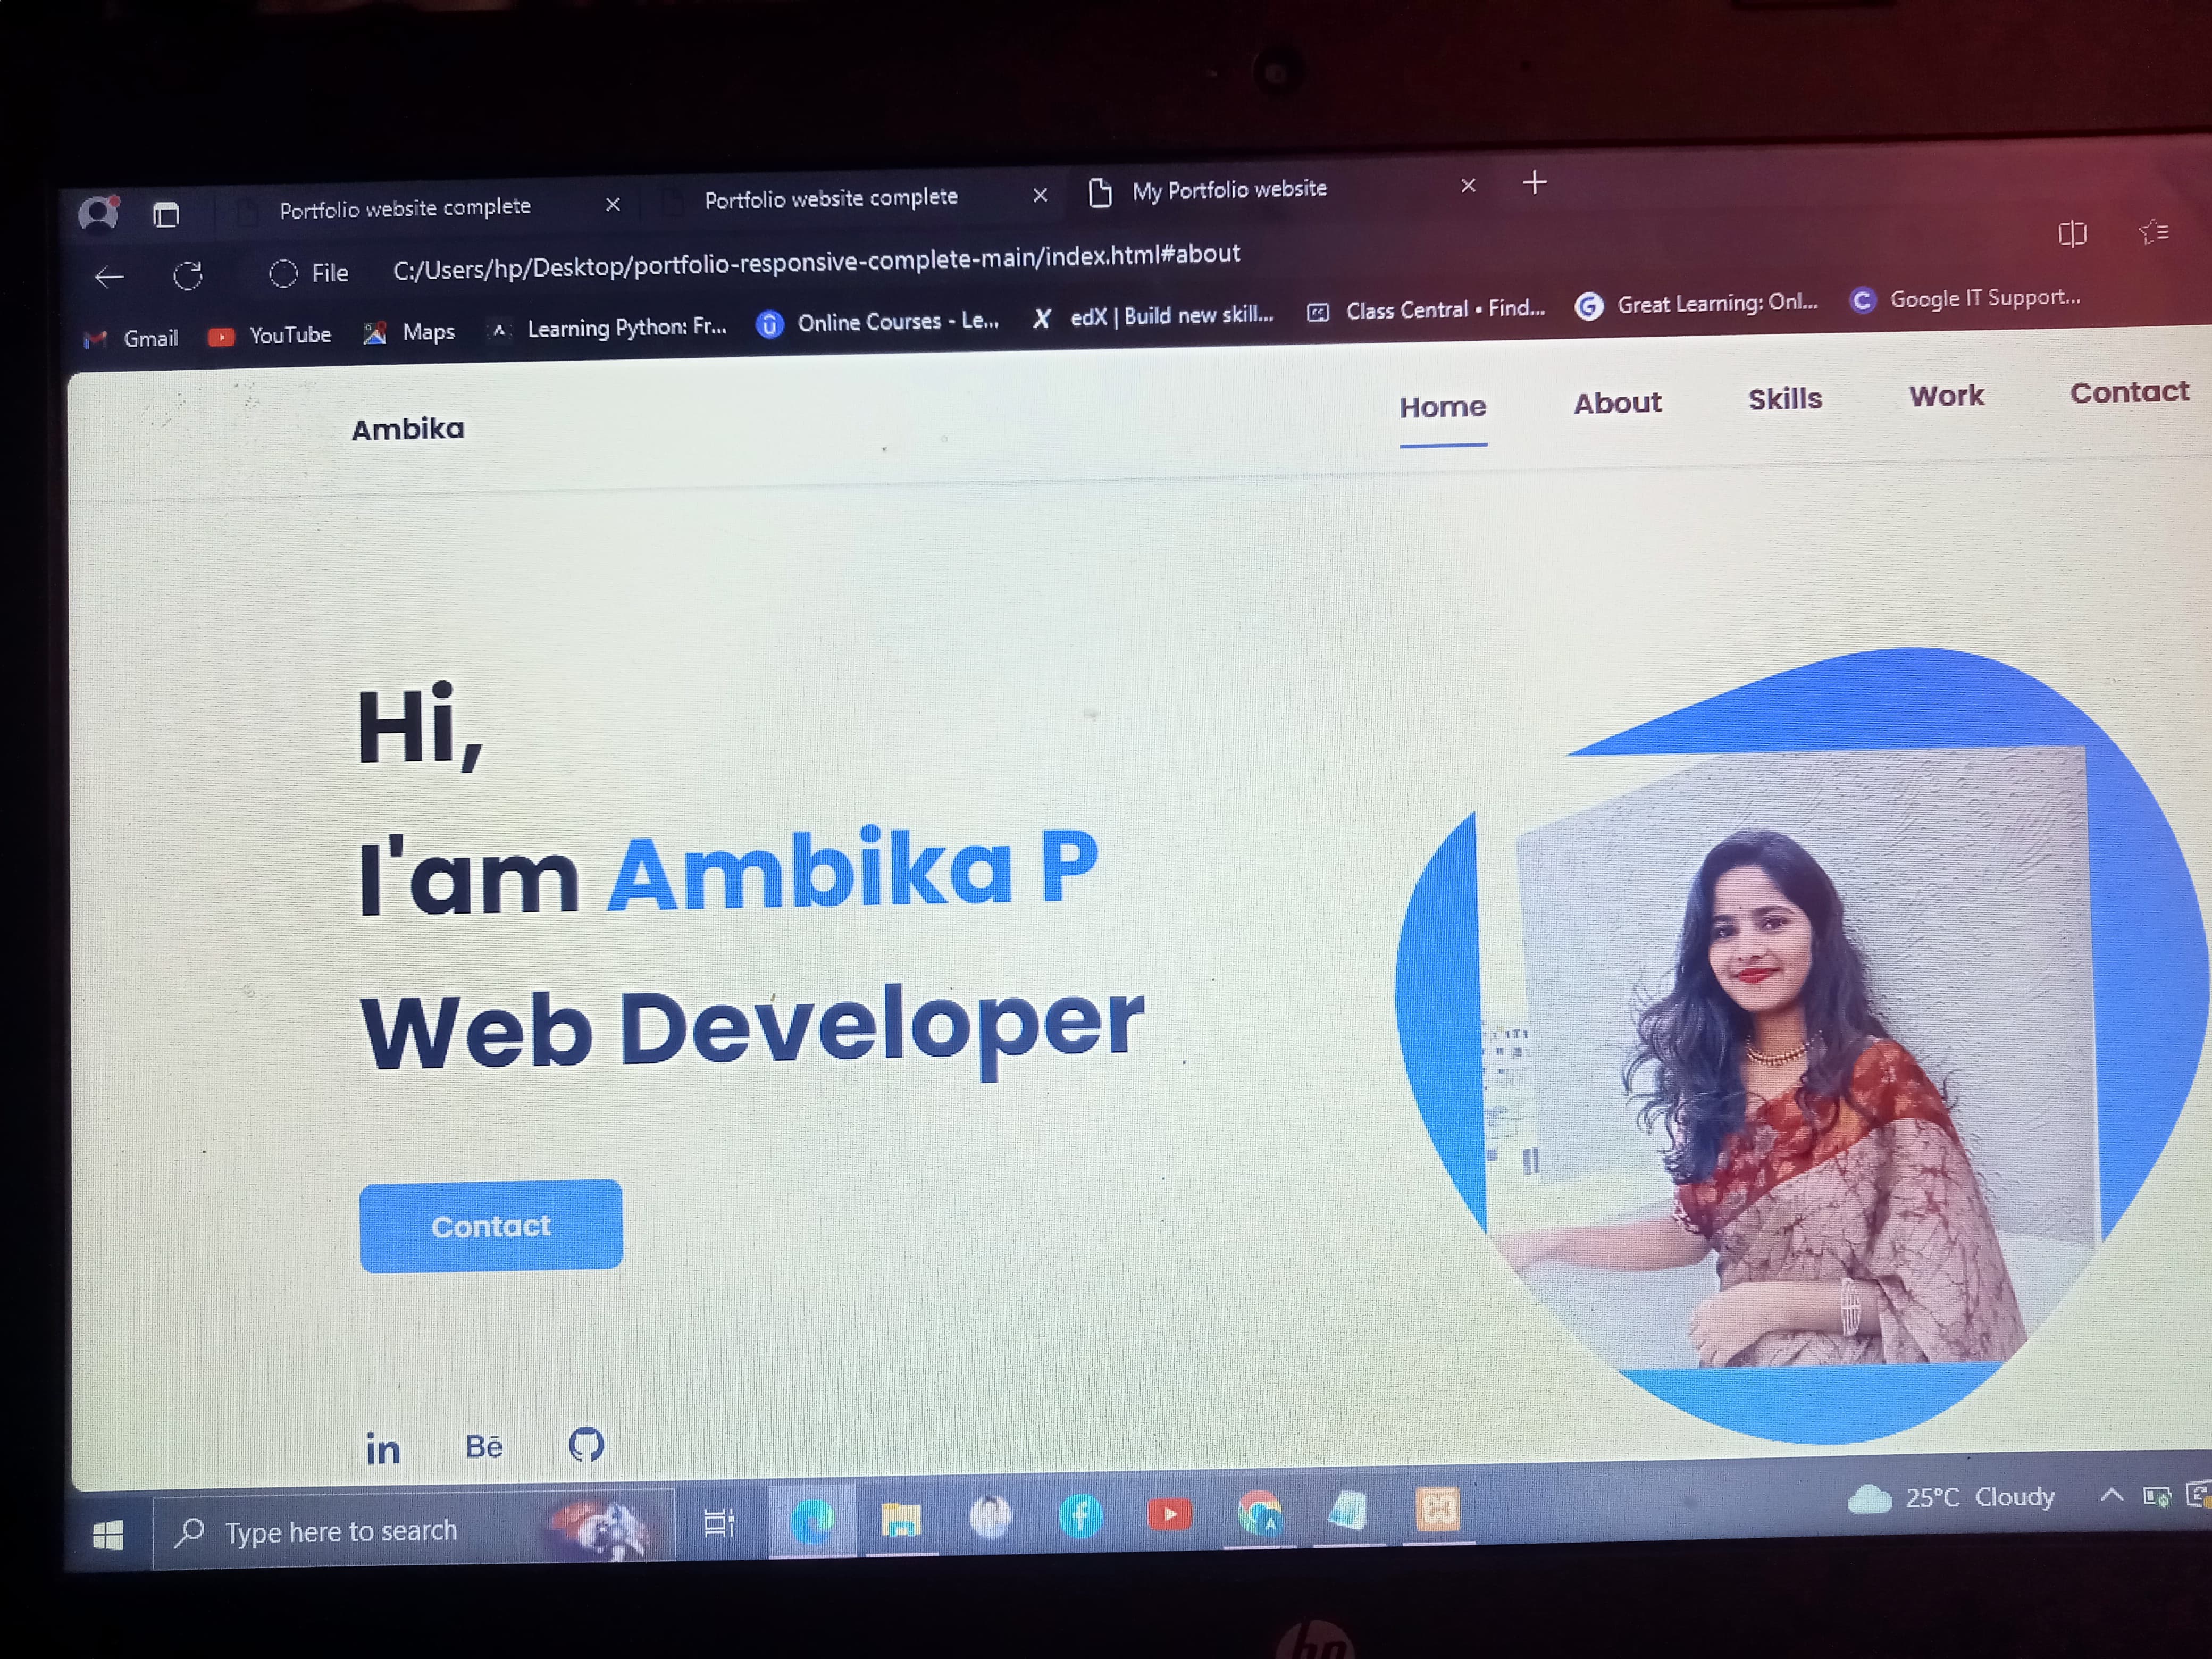 Portfolio website complete
Portfolio website complete
My Portfolio website
File C:/Users/hp/Desktop/portfolio-responsive-complete-main/index.html#about
Gmail YouTube Maps Learning Python: Fr... Online Courses - Le... edX | Build new skill... Class Central • Find... Great Learning: Onl... Google IT Support...
Ambika Home About Skills Work Contact
Hi,
I'am Ambika P
Web Developer
Contact
in Bē
Type here to search 25°C Cloudy
hp